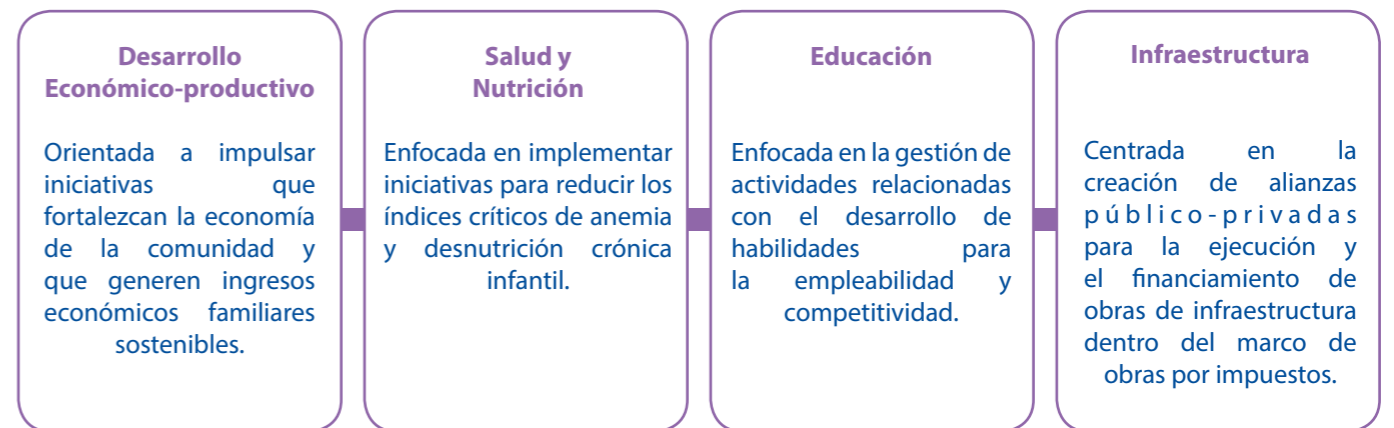 Desarrollo
Económico-productivo
Orientada a impulsar
iniciativas que
fortalezcan la economía
de la comunidad y
que generen ingresos
económicos familiares
sostenibles.
Salud y
Nutrición
Enfocada en implementar
iniciativas para reducir los
índices críticos de anemia
y desnutrición crónica
infantil.
Educación
Enfocada en la gestión de
actividades relacionadas
con el desarrollo de
habilidades para
la empleabilidad y
competitividad.
Infraestructura
Centrada en la
creación de alianzas
público-privadas
para la ejecución y
el financiamiento de
obras de infraestructura
dentro del marco de
obras por impuestos.